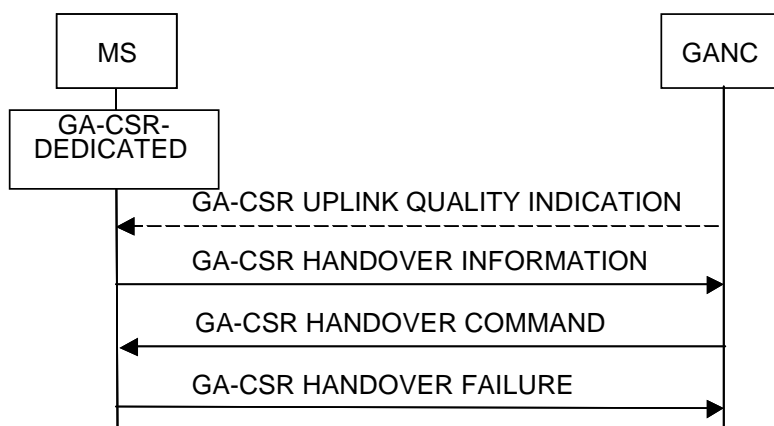 MS
GANC
GA-CSR-
DEDICATED
GA-CSR UPLINK QUALITY INDICATION
GA-CSR HANDOVER INFORMATION
GA-CSR HANDOVER COMMAND
GA-CSR HANDOVER FAILURE